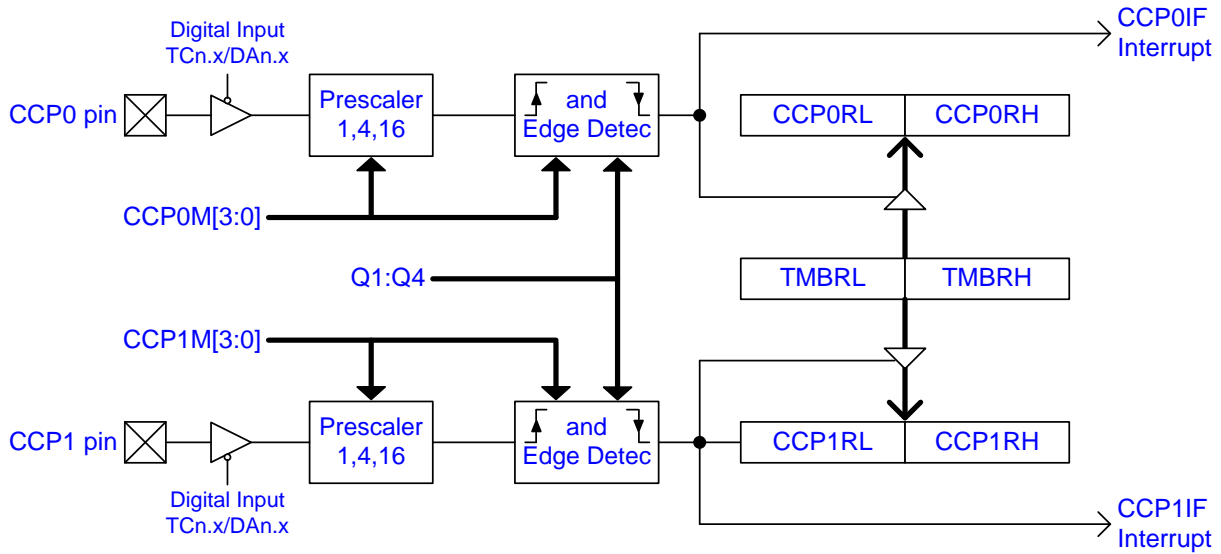 Digital Input
TCn.x/DAn.x
CCP0IF
Interrupt
CCP0 pin
Prescaler
1,4,16
and
Edge Detec
CCP0RL
CCP0RH
CCP0M[3:0]
Q1:Q4
TMBRL
TMBRH
CCP1M[3:0]
CCP1 pin
Prescaler
1,4,16
and
Edge Detec
CCP1RL
CCP1RH
Digital Input
TCn.x/DAn.x
CCP1IF
Interrupt